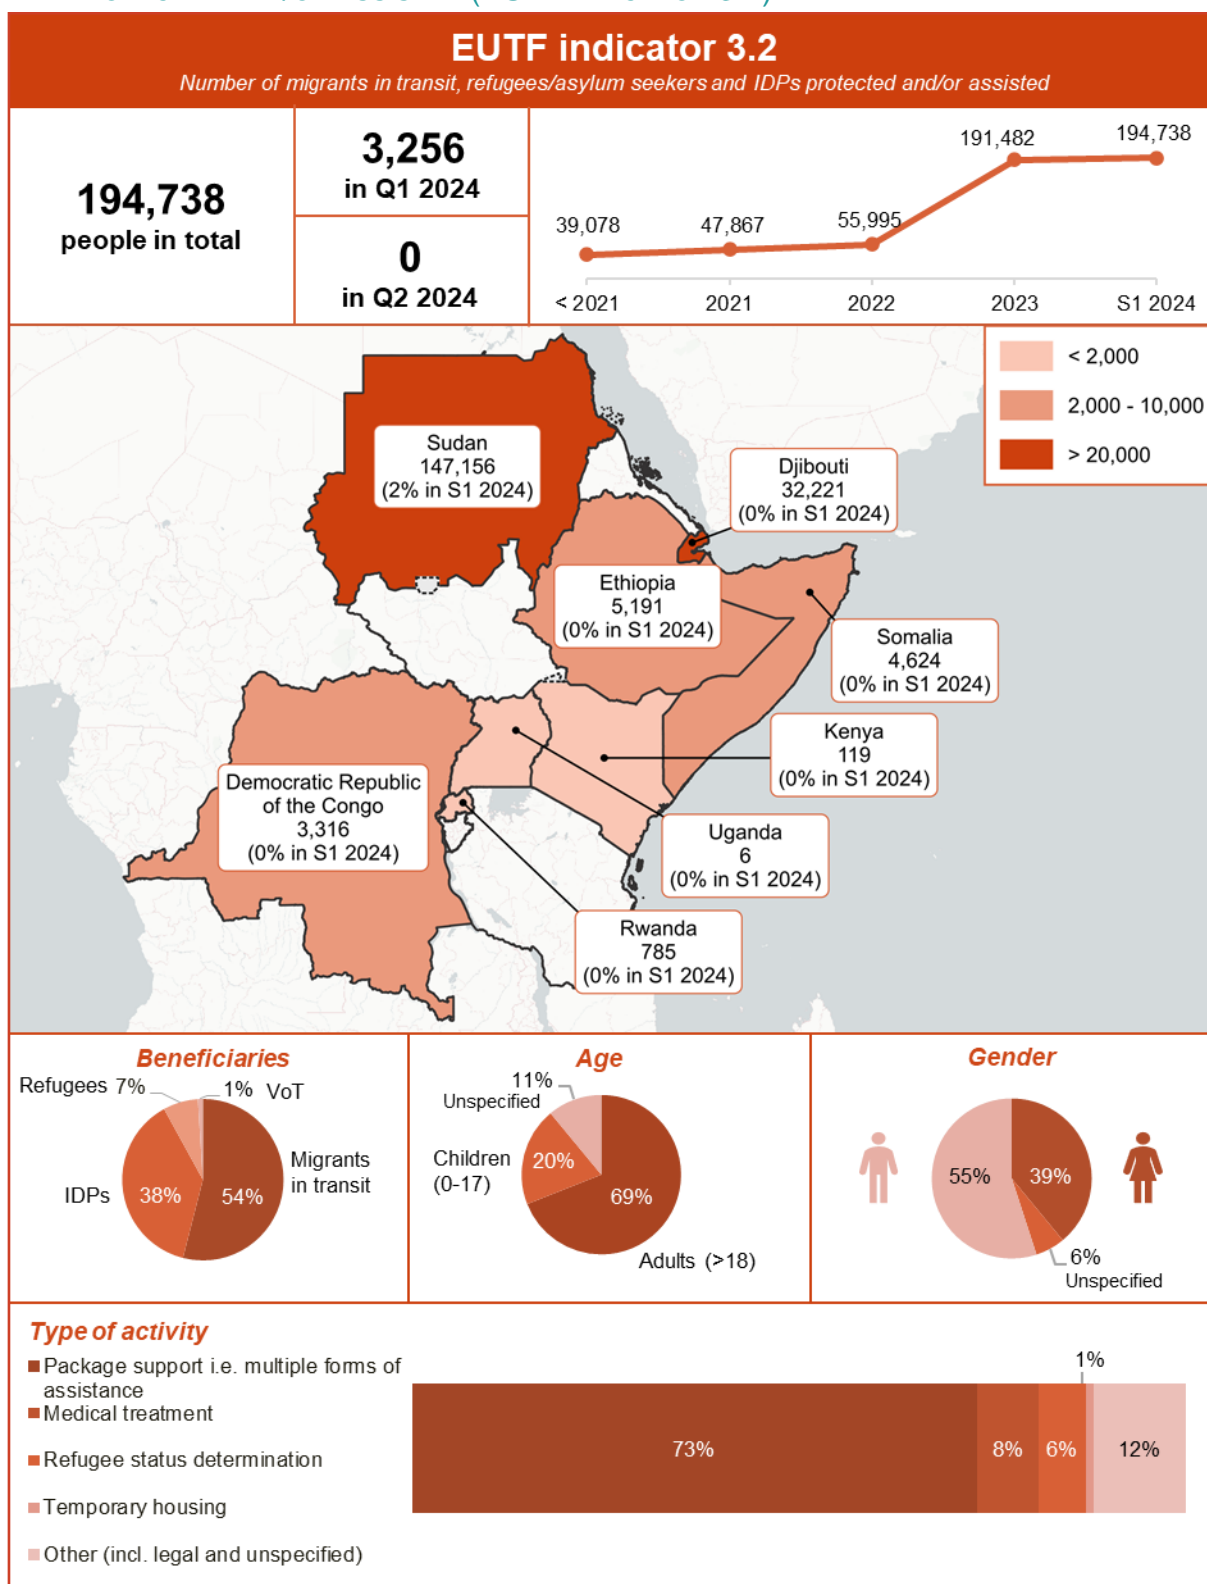 EUTF indicator 3.2
Number of migrants in transit, refugees/asylum seekers and IDPs protected and/or assisted
194,738
people in total
3,256
in Q1 2024
0
in Q2 2024
39,078
47,867
55,995
191,482
194,738
< 2021
2021
2022
2023
S1 2024
< 2,000
2,000 - 10,000
> 20,000
Sudan
147,156
(2% in S1 2024)
Djibouti
32,221
(0% in S1 2024)
Ethiopia
5,191
(0% in S1 2024)
Somalia
4,624
(0% in S1 2024)
Kenya
119
(0% in S1 2024)
Democratic Republic
of the Congo
3,316
(0% in S1 2024)
Uganda
6
(0% in S1 2024)
Rwanda
785
(0% in S1 2024)
Beneficiaries
Refugees 7%
1% VoT
Migrants
in transit
IDPs
38%
54%
Age
11%
Unspecified
Children
(0-17)
20%
69%
Adults (>18)
Gender
55%
39%
6%
Unspecified
Type of activity
Package support i.e. multiple forms of
assistance
Medical treatment
Refugee status determination
Temporary housing
Other (incl. legal and unspecified)
1%
73%
8%
6%
12%